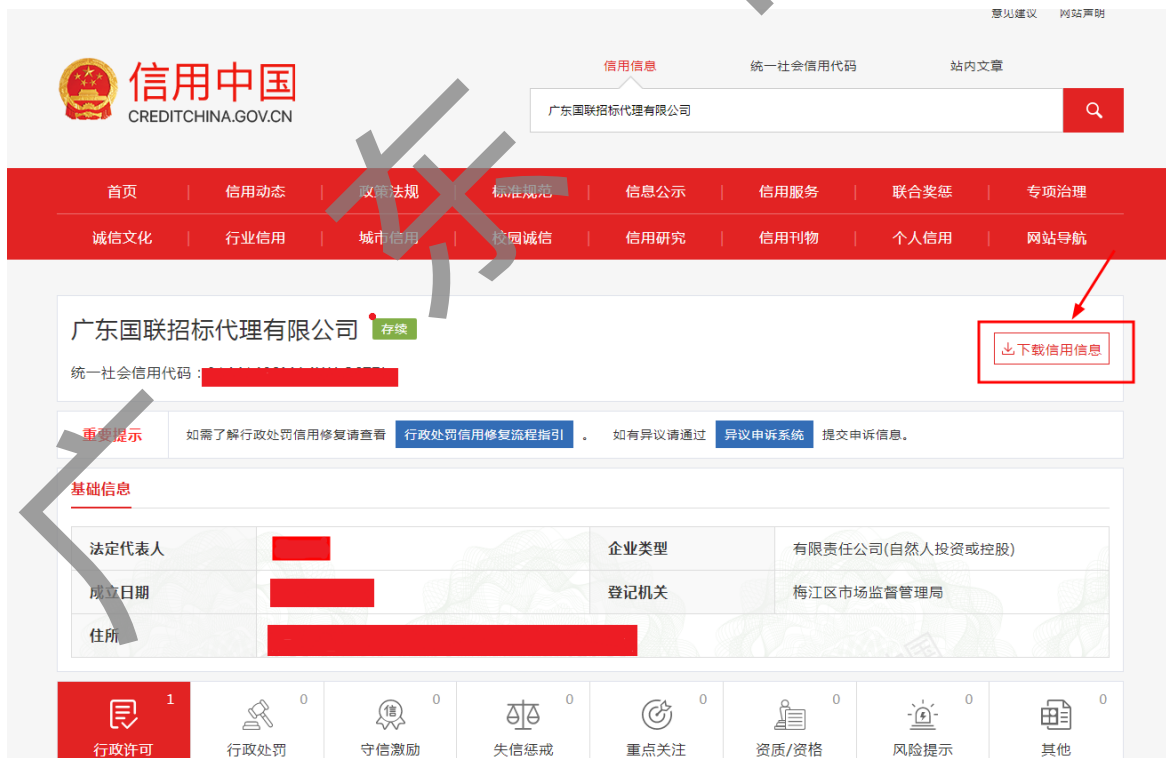 意见建议 网站声明
信用中国
CREDITCHINA.GOV.CN
信用信息 统一社会信用代码 站内文章
广东国联招标代理有限公司
首页 信用动态 政策法规 标准规范 信息公示 信用服务 联合奖惩 专项治理
诚信文化 行业信用 城市信用 校园诚信 信用研究 信用刊物 个人信用 网站导航
广东国联招标代理有限公司 存续
下载信用信息
统一社会信用代码：
重要提示 如需了解行政处罚信用修复请查看 行政处罚信用修复流程指引 。 如有异议请通过 异议申诉系统 提交申诉信息。
基础信息
法定代表人 企业类型 有限责任公司(自然人投资或控股)
成立日期 登记机关 梅江区市场监督管理局
住所
1 0 0 0 0 0 0 0
信
行政许可 行政处罚 守信激励 失信惩戒 重点关注 资质/资格 风险提示 其他
广东